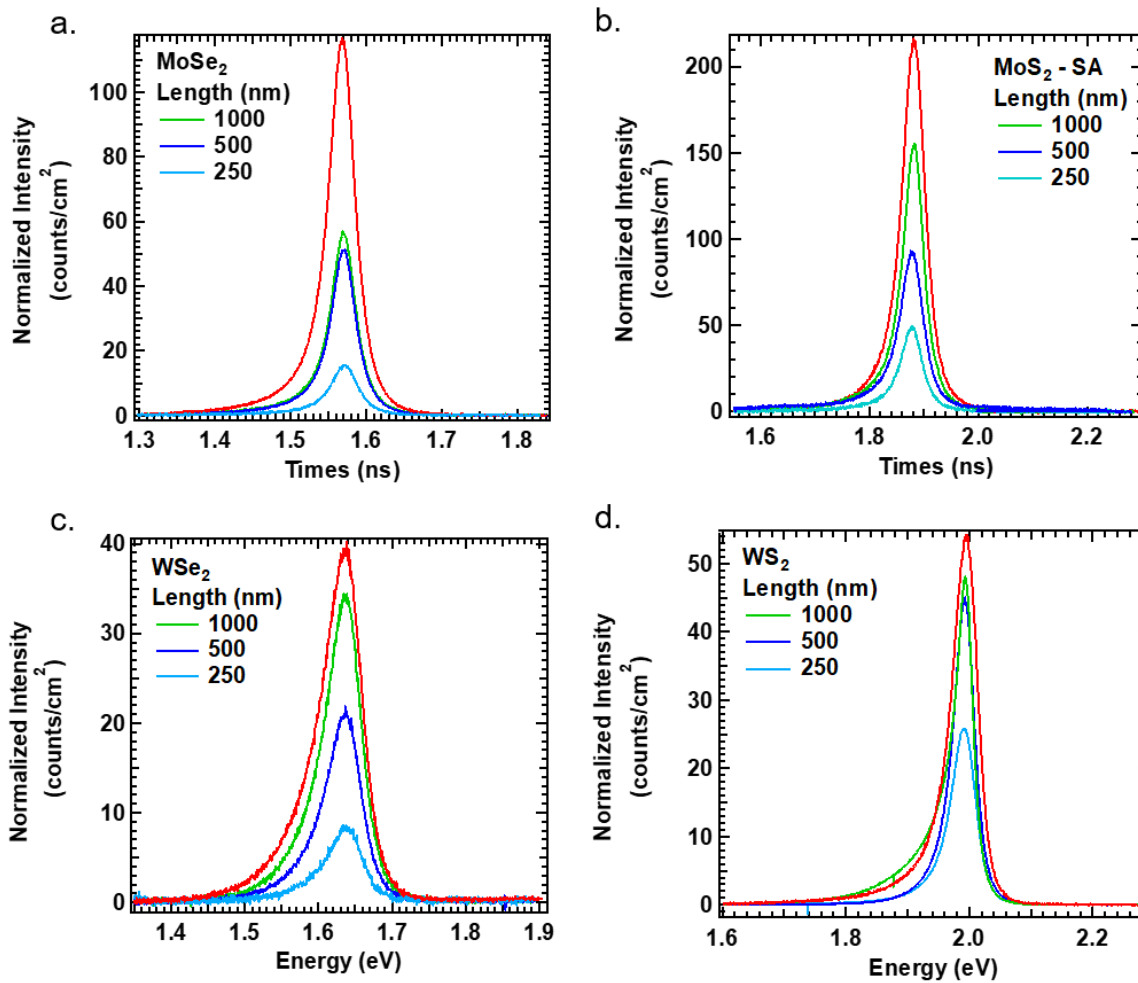 a.
MoSe2
Length (nm)
1000
500
250
Normalized Intensity
(counts/cm2)
100
80
60
40
20
0
1.3 1.4 1.5 1.6 1.7 1.8
Times (ns)
b.
MoS2 - SA
Length (nm)
1000
500
250
Normalized Intensity
(counts/cm2)
200
150
100
50
0
1.6 1.8 2.0 2.2
Times (ns)
c.
WSe2
Length (nm)
1000
500
250
Normalized Intensity
(counts/cm2)
40
30
20
10
0
1.4 1.5 1.6 1.7 1.8 1.9
Energy (eV)
d.
WS2
Length (nm)
1000
500
250
Normalized Intensity
(counts/cm2)
50
40
30
20
10
0
1.6 1.8 2.0 2.2
Energy (eV)